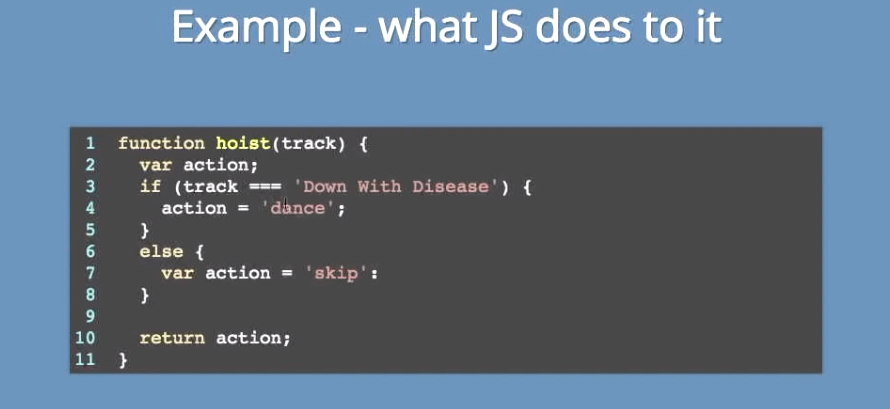 Example - what JS does to it
1 function hoist(track) {
2 var action;
3 if (track === 'Down With Disease') {
4 action = 'dance';
5 }
6 else {
7 var action = 'skip':
8 }
9
10 return action;
11 }